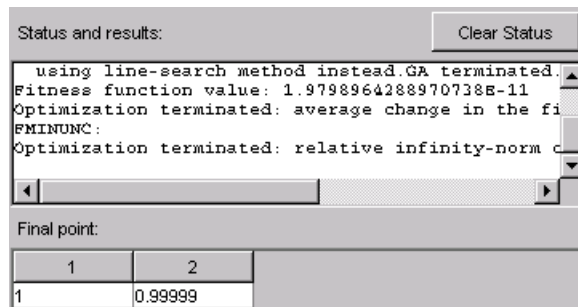 Status and results:
Clear Status
using line-search method instead.GA terminated.
Fitness function value: 1.9798964288970738E-11
Optimization terminated: average change in the fi
FMINUNC:
Optimization terminated: relative infinity-norm
Final point:
1 2
1 0.99999